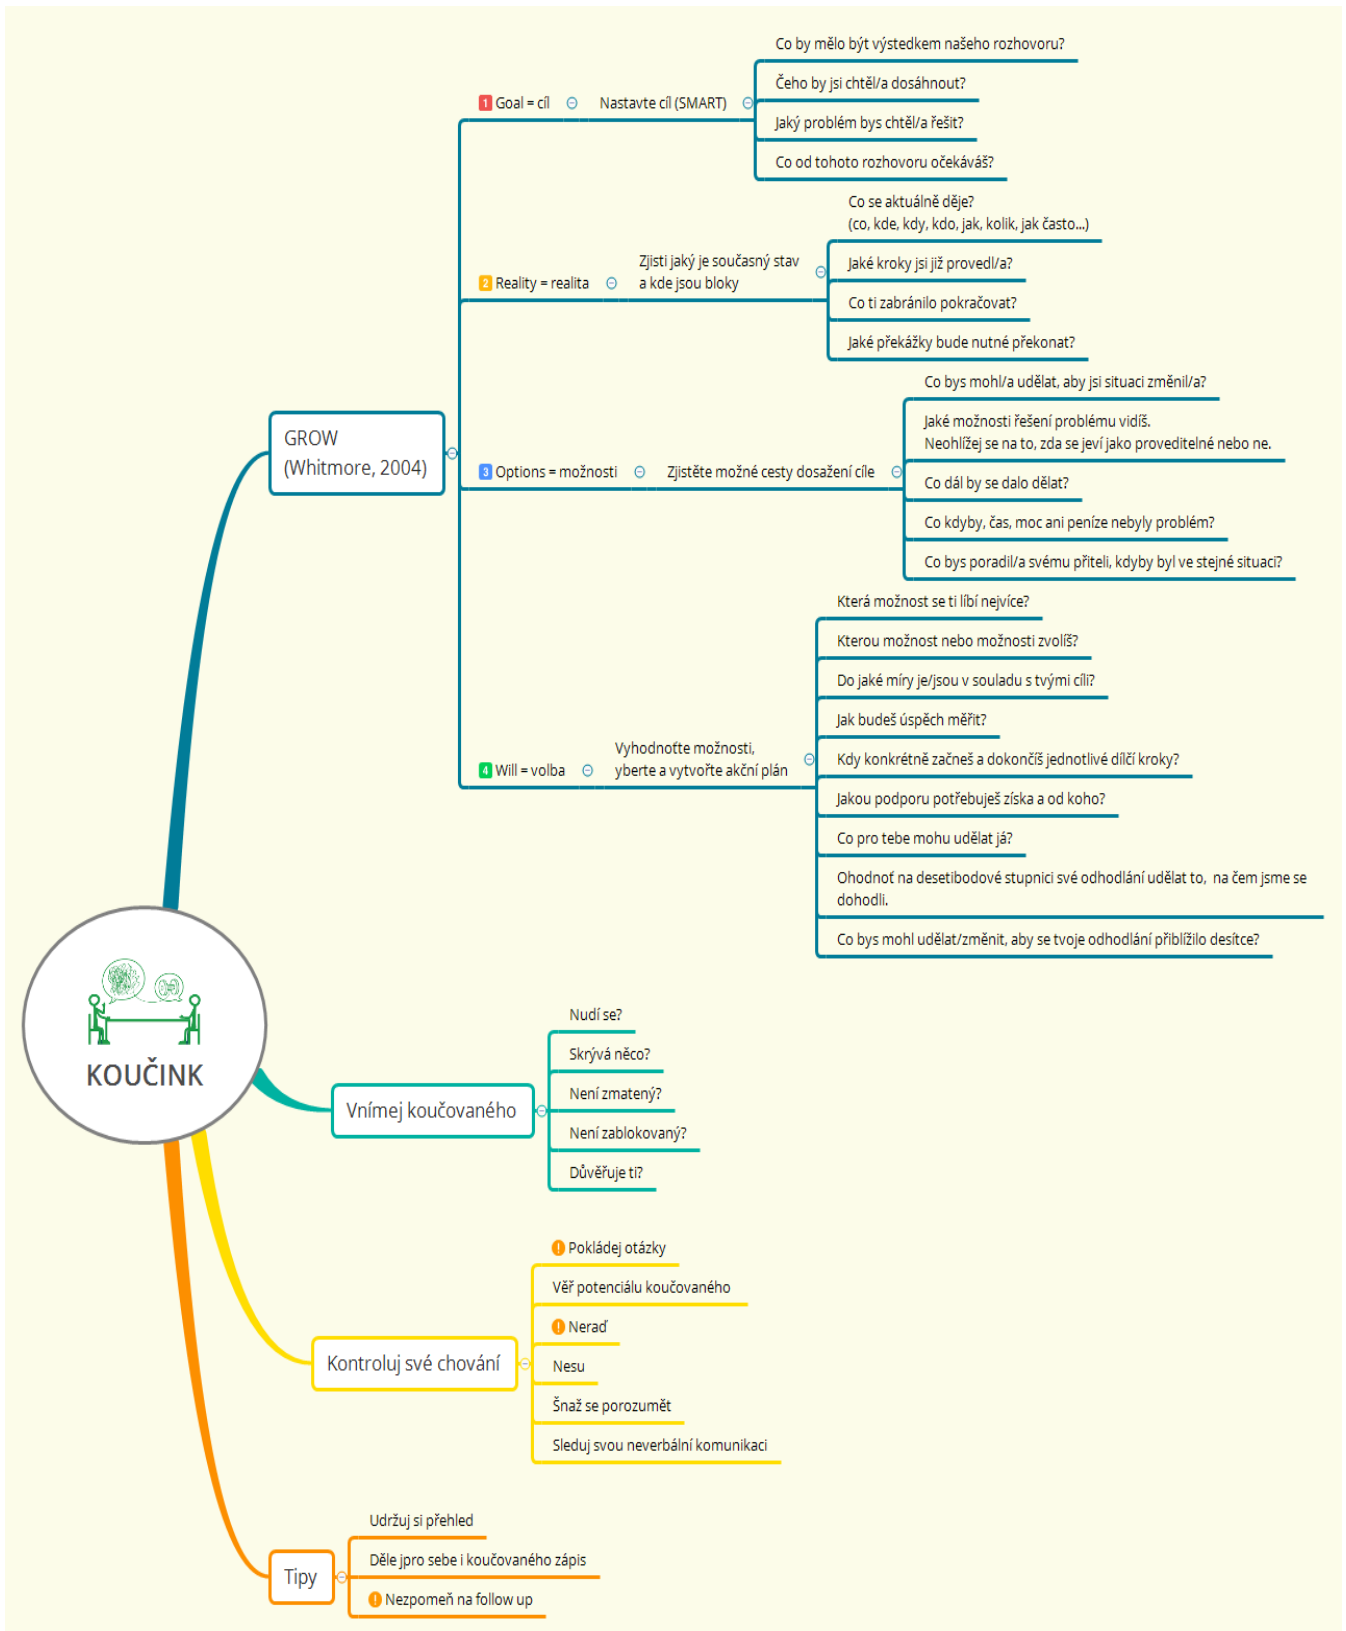 Co by mělo být výstedkem našeho rozhovoru?
Čeho by jsi chtěl/a dosáhnout?
1 Goal = cíl
Nastavte cíl (SMART)
Jaký problém bys chtěl/a řešit?
Co od tohoto rozhovoru očekáváš?
Co se aktuálně děje?
(co, kde, kdy, kdo, jak, kolik, jak často...)
2 Reality = realita
Zjisti jaký je současný stav
a kde jsou bloky
Jaké kroky jsi již provedl/a?
Co ti zabránilo pokračovat?
Jaké překážky bude nutné překonat?
GROW
(Whitmore, 2004)
Co bys mohl/a udělat, aby jsi situaci změnil/a?
Jaké možnosti řešení problému vidíš.
Neohlížej se na to, zda se jeví jako proveditelné nebo ne.
3 Options = možnosti
Zjistěte možné cesty dosažení cíle
Co dál by se dalo dělat?
Co kdyby, čas, moc ani peníze nebyly problém?
Co bys poradil/a svému příteli, kdyby byl ve stejné situaci?
Která možnost se ti líbí nejvíce?
Kterou možnost nebo možnosti zvolíš?
Do jaké míry je/jsou v souladu s tvými cíli?
Jak budeš úspěch měřit?
4 Will = volba
Vyhodnoťte možnosti,
yberte a vytvořte akční plán
Kdy konkrétně začneš a dokončíš jednotlivé dílčí kroky?
Jakou podporu potřebuješ získa a od koho?
Co pro tebe mohu udělat já?
Ohodnoť na desetibodové stupnici své odhodlání udělat to, na čem jsme se
dohodli.
Co bys mohl udělat/změnit, aby se tvoje odhodlání přiblížilo desítce?
KOUČINK
Vnímej koučovaného
Nudí se?
Skrývá něco?
Není zmatený?
Není zablokovaný?
Důvěřuje ti?
Kontroluj své chování
Pokládej otázky
Věř potenciálu koučovaného
Neraď
Nesu
Šnaž se porozumět
Sleduj svou neverbální komunikaci
Tipy
Udržuj si přehled
Děle jpro sebe i koučovaného zápis
Nezpomeň na follow up